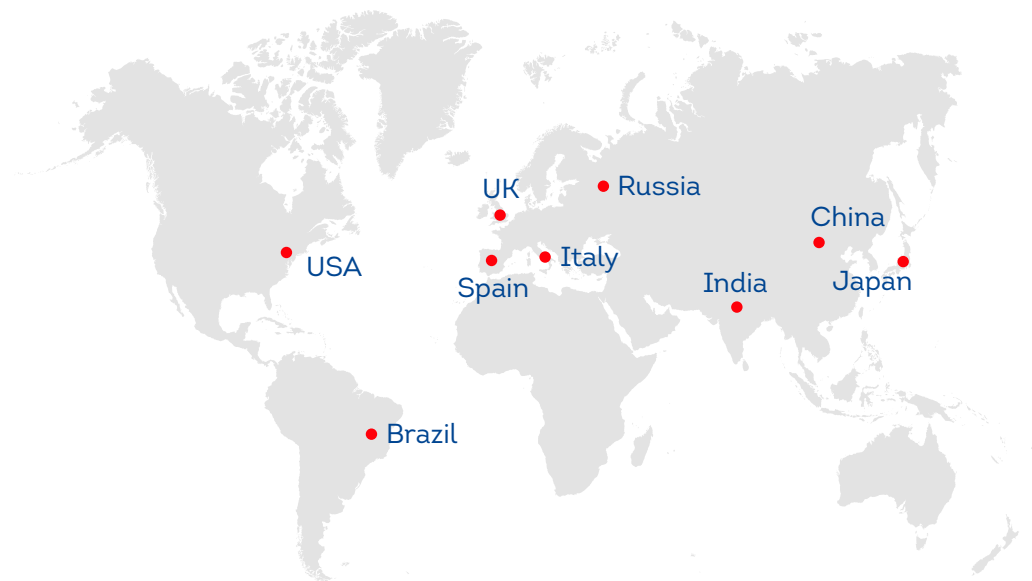 UK
Russia
China
USA
Italy
Spain
India
Japan
Brazil